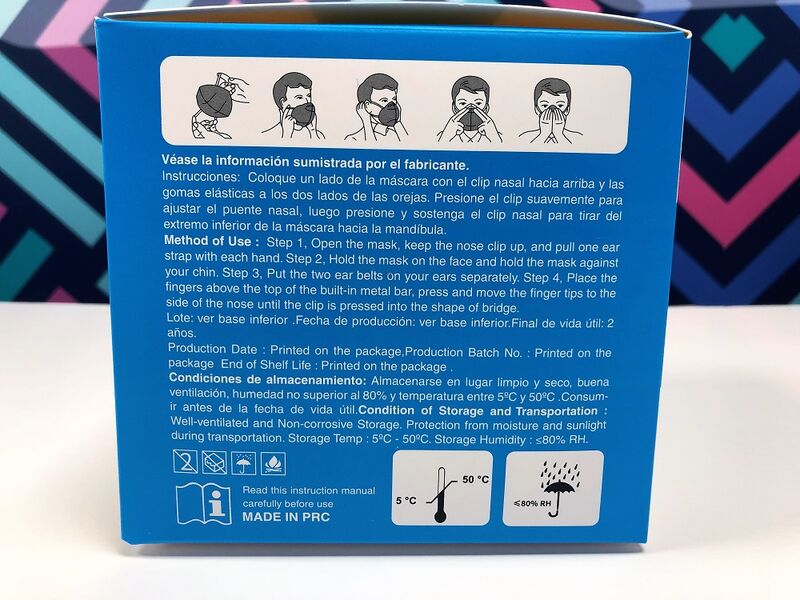 Véase la información sumistrada por el fabricante.
Instrucciones: Coloque un lado de la máscara con el clip nasal hacia arriba y las
gomas elásticas a los dos lados de las orejas. Presione el clip suavemente para
ajustar el puente nasal, luego presione y sostenga el clip nasal para tirar del
extremo inferior de la máscara hacia la mandíbula.
Method of Use : Step 1, Open the mask, keep the nose clip up, and pull one ear
strap with each hand. Step 2, Hold the mask on the face and hold the mask against
your chin. Step 3, Put the two ear belts on your ears separately. Step 4, Place the
fingers above the top of the built-in metal bar, press and move the finger tips to the
side of the nose until the clip is pressed into the shape of bridge.
Lote: ver base inferior .Fecha de producción: ver base inferior.Final de vida útil: 2
años.
Production Date : Printed on the package,Production Batch No. : Printed on the
package End of Shelf Life : Printed on the package .
Condiciones de almacenamiento: Almacenarse en lugar limpio y seco, buena
ventilación, humedad no superior al 80% y temperatura entre 5ºC y 50ºC .Consum-
ir antes de la fecha de vida útil.Condition of Storage and Transportation :
Well-ventilated and Non-corrosive Storage. Protection from moisture and sunlight
during transportation. Storage Temp : 5ºC - 50ºC. Storage Humidity : ≤80% RH.
2
Read this instruction manual
carefully before use
MADE IN PRC
5 °C
50 °C
≤80% RH